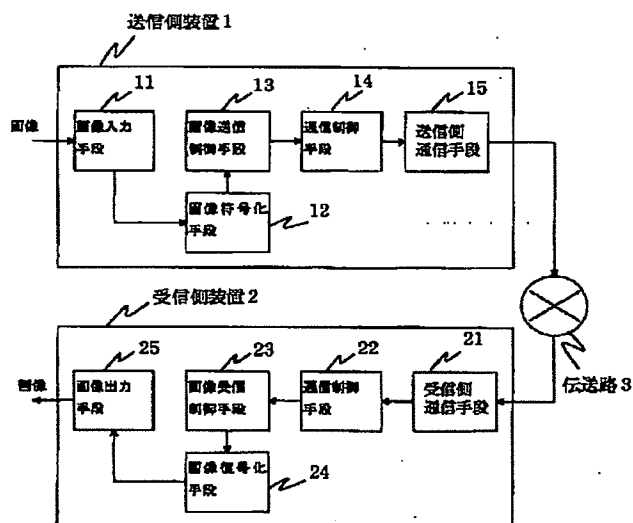 送信側装置1
11
13
14
15
画像
画像入力
手段
画像送信
制御手段
通信制御
手段
送信側
通信手段
画像符号化
手段
12
受信側装置2
伝送路3
25
23
22
21
画像
画像出力
手段
画像受信
制御手段
通信制御
手段
受信側
通信手段
画像復号化
手段
24